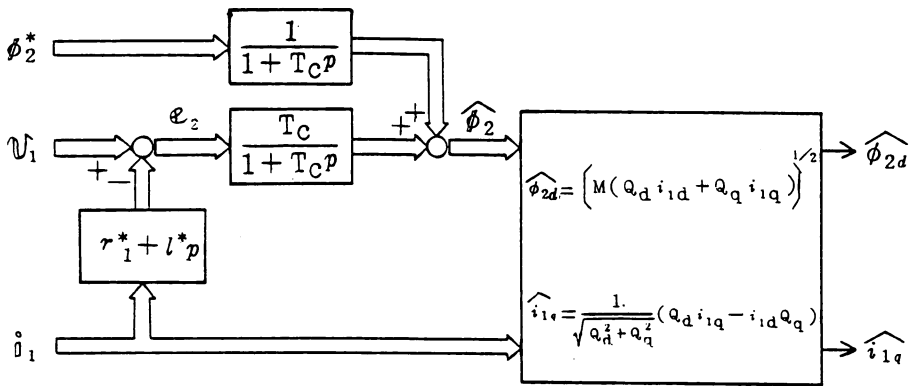 ϕ₂*
1
1 + T_C p
𝕖₂
+ +
ϕ̂₂
𝕍₁
+
−
T_C
1 + T_C p
ϕ̂₂d
ϕ̂₂d = [M(Q_d i₁d + Q_q i₁q)]^1/2
r*₁ + l*p
î₁q = 1. / √(Q_d² + Q_q²) (Q_d i₁q − i₁d Q_q)
𝕚₁
î₁q